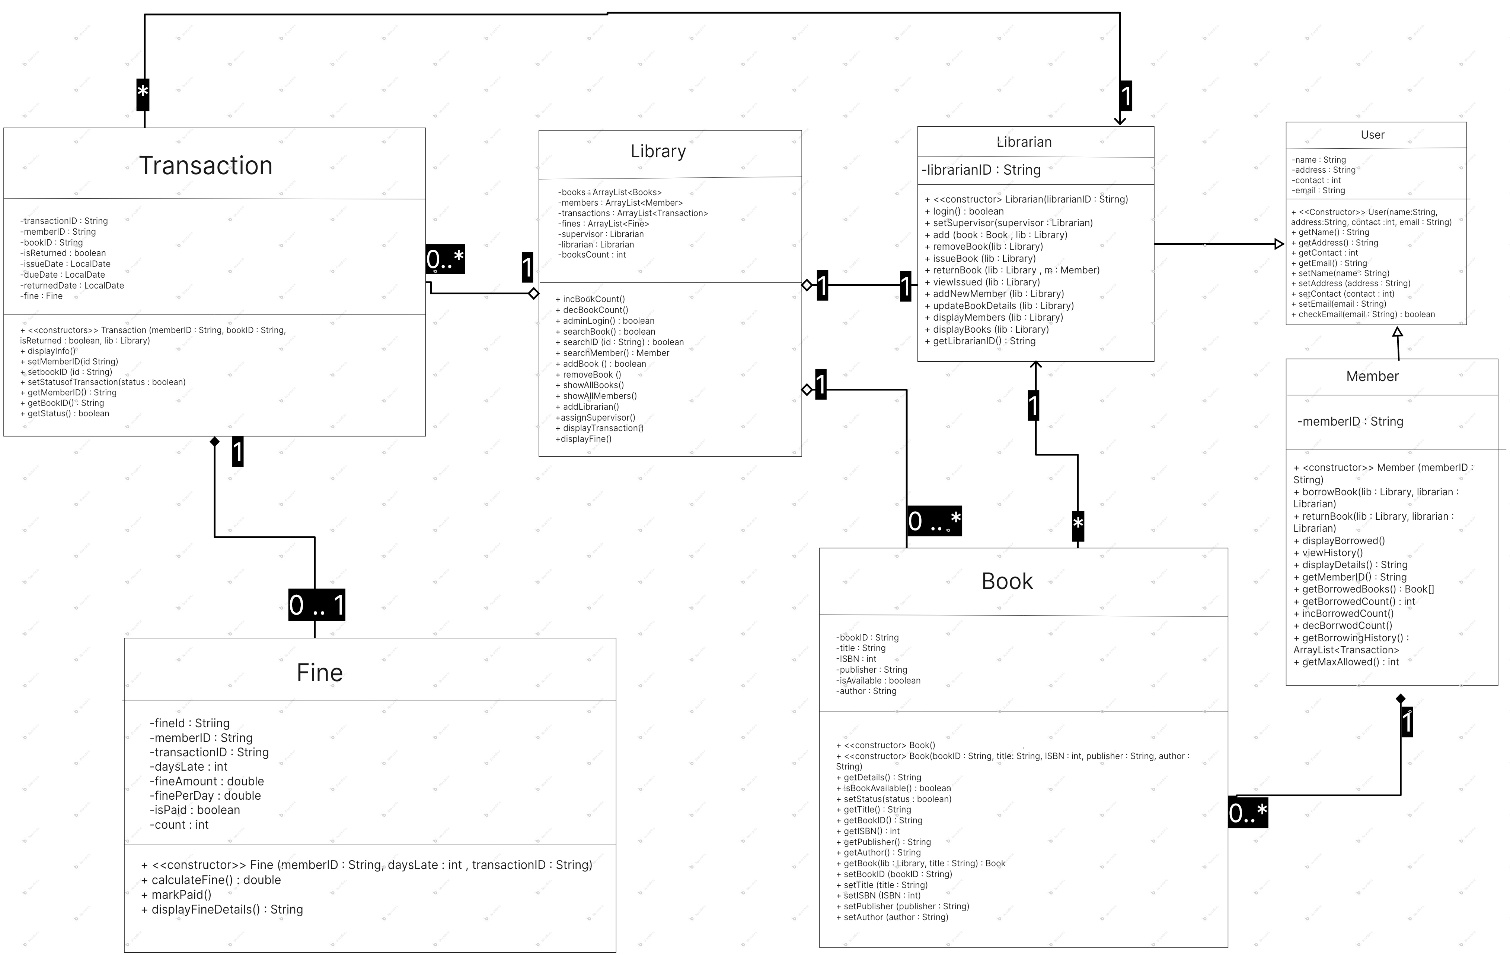 *
1
Transaction
-transactionID : String
-memberID : String
-bookID : String
-isReturned : boolean
-issueDate : LocalDate
-dueDate : LocalDate
-returnedDate : LocalDate
-fine : Fine
+ <<constructors>> Transaction (memberID : String, bookID : String,
isReturned : boolean, lib : Library)
+ displayInfo()
+ setMemberID(id String)
+ setbookID (id : String)
+ setStatusofTransaction(status : boolean)
+ getMemberID() : String
+ getBookID() : String
+ getStatus() : boolean
0..*
1
Library
-books : ArrayList<Books>
-members : ArrayList<Member>
-transactions : ArrayList<Transaction>
-fines : ArrayList<Fine>
-supervisor : Librarian
-librarian : Librarian
-booksCount : int
+ incBookCount()
+ decBookCount()
+ adminLogin() : boolean
+ searchBook() : boolean
+ searchID (id : String) : boolean
+ searchMember() : Member
+ addBook () : boolean
+ removeBook ()
+ showAllBooks()
+ showAllMembers()
+ addLibrarian()
+assignSupervisor()
+ displayTransaction()
+displayFine()
1
1
1
Librarian
-librarianID : String
+ <<constructor> Librarian(librarianID : Stirng)
+ login() : boolean
+ setSupervisor(supervisor : Librarian)
+ add (book : Book , lib : Library)
+ removeBook(lib : Library)
+ issueBook (lib : Library)
+ returnBook (lib : Library , m : Member)
+ viewIssued (lib : Library)
+ addNewMember (lib : Library)
+ updateBookDetails (lib : Library)
+ displayMembers (lib : Library)
+ displayBooks (lib : Library)
+ getLibrarianID() : String
User
-name : String
-address : String
-contact : int
-email : String
+ <<Constructor>> User(name:String,
address:String, contact :int, email : String)
+ getName() : String
+ getAddress() : String
+ getContact : int
+ getEmail() : String
+ setName(name : String)
+ setAddress (address : String)
+ setContact (contact : int)
+ setEmail(email : String)
+ checkEmail(email : String) : boolean
Member
-memberID : String
+ <constructor>> Member (memberID :
Stirng)
+ borrowBook(lib : Library, librarian :
Librarian)
+ returnBook(lib : Library, librarian :
Librarian)
+ displayBorrowed()
+ viewHistory()
+ displayDetails() : String
+ getMemberID() : String
+ getBorrowedBooks() : Book[]
+ getBorrowedCount() : int
+ incBorrowedCount()
+ decBorrwodCount()
+ getBorrowingHistory() :
ArrayList<Transaction>
+ getMaxAllowed() : int
1
0..*
1
1
0 .. 1
Fine
-fineId : Striing
-memberID : String
-transactionID : String
-daysLate : int
-fineAmount : double
-finePerDay : double
-isPaid : boolean
-count : int
+ <<constructor>> Fine (memberID : String, daysLate : int , transactionID : String)
+ calculateFine() : double
+ markPaid()
+ displayFineDetails() : String
0 ..*
*
Book
-bookID : String
-title : String
-ISBN : int
-publisher : String
-isAvailable : boolean
-author : String
+ <<constructor> Book()
+ <<constructor> Book(bookID : String, title: String, ISBN : int, publisher : String, author :
String)
+ getDetails() : String
+ isBookAvailable() : boolean
+ setStatus(status : boolean)
+ getTitle() : String
+ getBookID() : String
+ getISBN() : int
+ getPublisher() : String
+ getAuthor() : String
+ getBook(lib : Library, title : String) : Book
+ setBookID (bookID : String)
+ setTitle (title : String)
+ setISBN (ISBN : int)
+ setPublisher (publisher : String)
+ setAuthor (author : String)